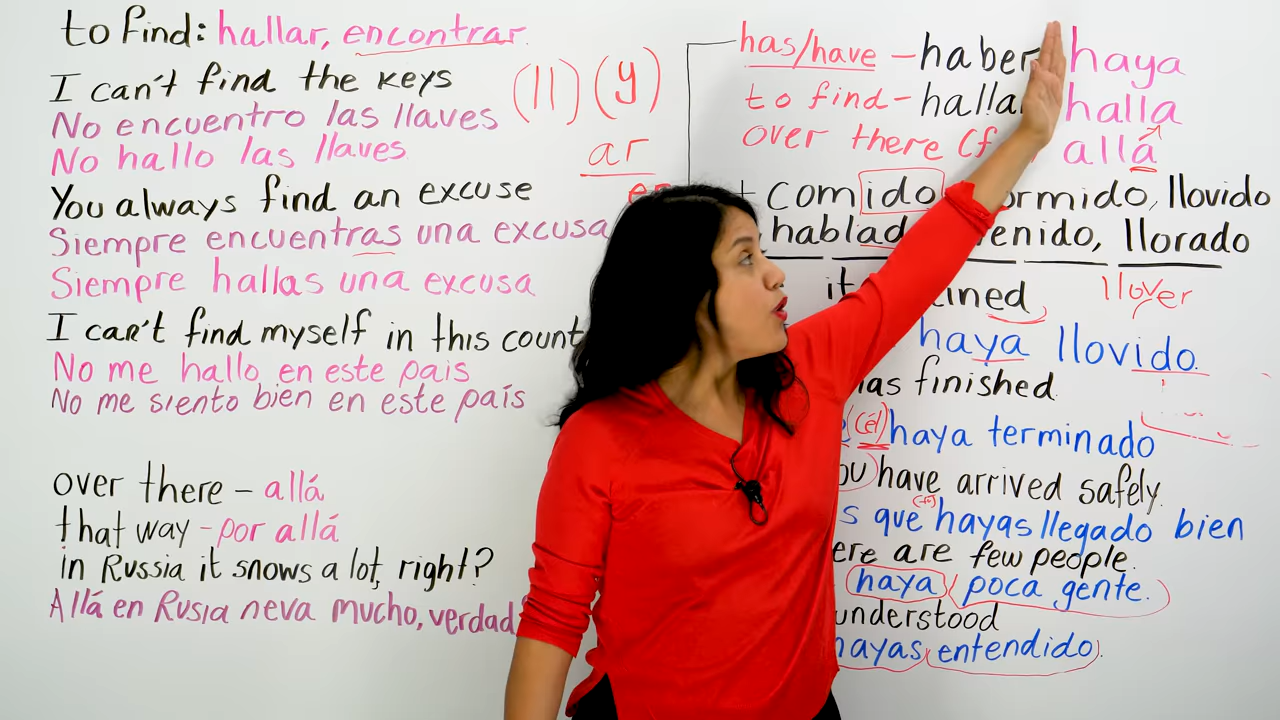 to find: hallar, encontrar
I can't find the keys
No encuentro las llaves
No hallo las llaves
You always find an excuse
Siempre encuentras una excusa
Siempre hallas una excusa
I can't find myself in this count
No me hallo en este pais
No me siento bien en este país
over there - allá
that way - por allá
in Russia it snows a lot, right?
Allá en Rusia neva mucho, verdad
(ll) (y)
ar
er
has/have - haber haya
to find - halla halla
over there (f allá
+ comido ormido, llovido
hablad enido, llorado
it ined llover
haya llovido.
as finished.
(él) haya terminado
ou have arrived safely.
s que hayas llegado bien
ere are few people.
haya poca gente.
understood
hayas entendido.